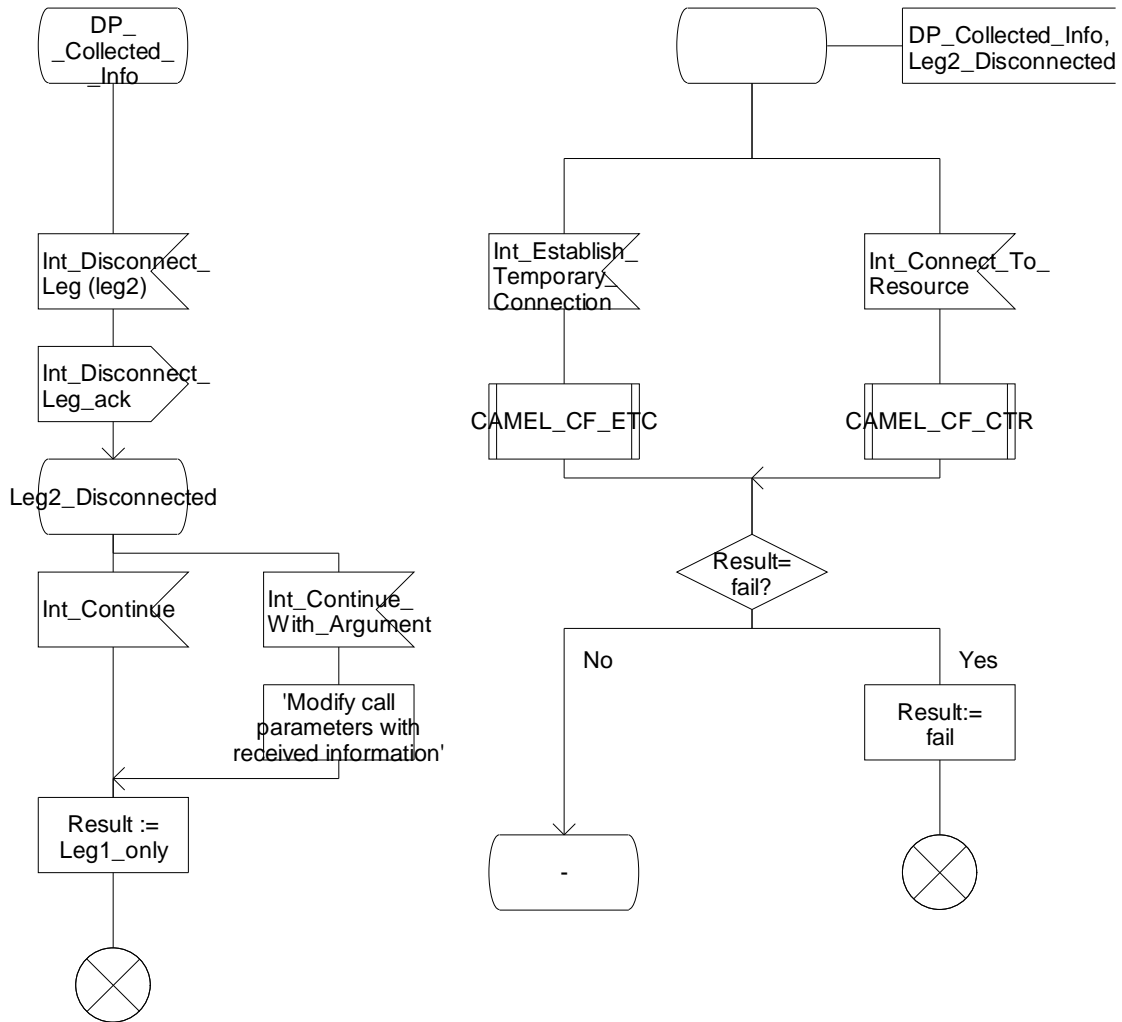 DP_
_Collected_
_Info
Int_Disconnect_
Leg (leg2)
Int_Disconnect_
Leg_ack
Leg2_Disconnected
Int_Continue
Int_Continue_
With_Argument
'Modify call
parameters with
received information'
Result :=
Leg1_only
DP_Collected_Info,
Leg2_Disconnected
Int_Establish_
Temporary_
Connection
Int_Connect_To_
Resource
CAMEL_CF_ETC
CAMEL_CF_CTR
Result=
fail?
No
Yes
Result:=
fail
-